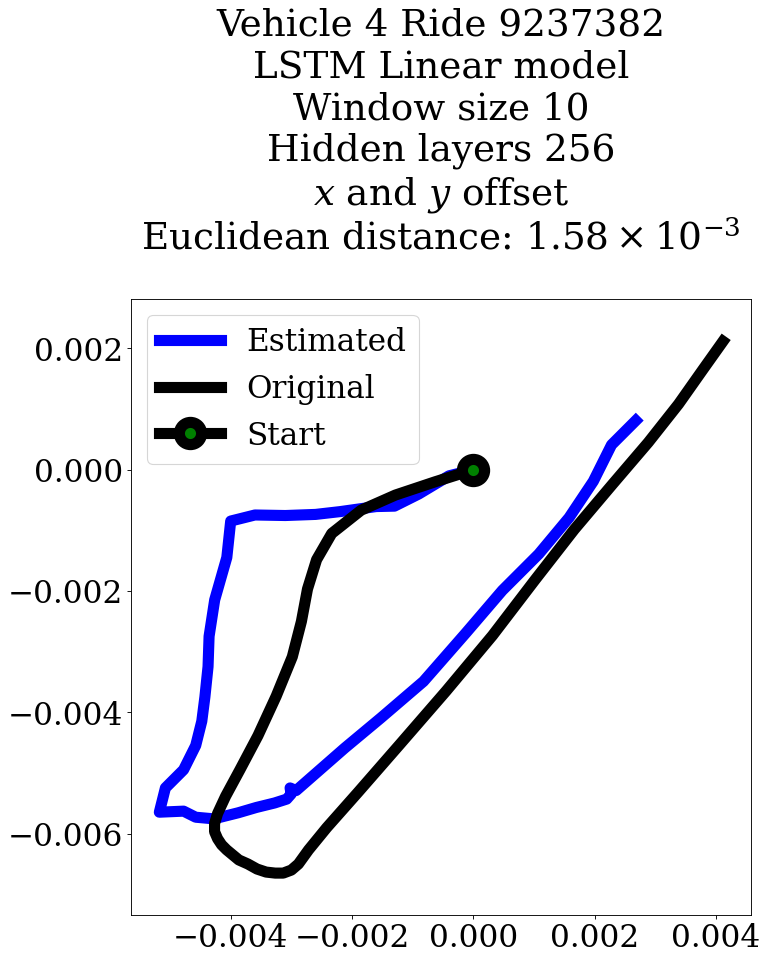 Vehicle 4 Ride 9237382
LSTM Linear model
Window size 10
Hidden layers 256
x and y offset
Euclidean distance: 1.58 × 10⁻³
Estimated
Original
Start
0.002
0.000
−0.002
−0.004
−0.006
−0.004
−0.002
0.000
0.002
0.004